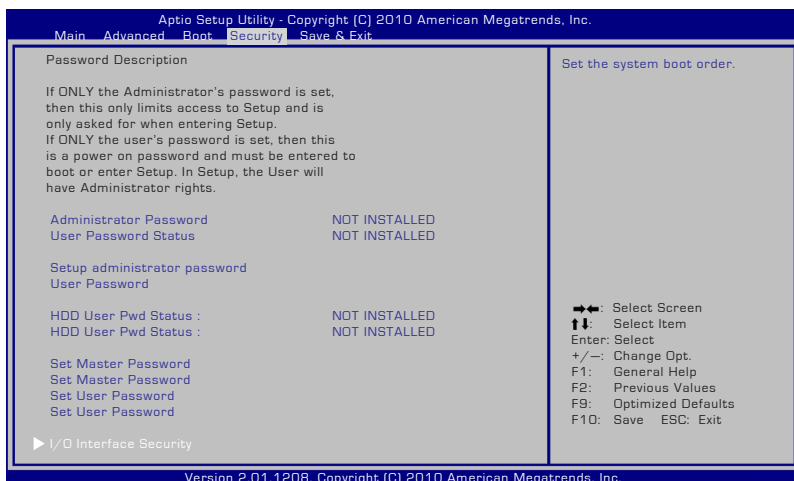 Aptio Setup Utility - Copyright (C) 2010 American Megatrends, Inc.
Main Advanced Boot Security Save & Exit
Password Description
If ONLY the Administrator's password is set,
then this only limits access to Setup and is
only asked for when entering Setup.
If ONLY the user's password is set, then this
is a power on password and must be entered to
boot or enter Setup. In Setup, the User will
have Administrator rights.
Administrator Password NOT INSTALLED
User Password Status NOT INSTALLED
Setup administrator password
User Password
HDD User Pwd Status : NOT INSTALLED
HDD User Pwd Status : NOT INSTALLED
Set Master Password
Set Master Password
Set User Password
Set User Password
I/O Interface Security
Set the system boot order.
→←: Select Screen
↑↓: Select Item
Enter: Select
+/—: Change Opt.
F1: General Help
F2: Previous Values
F9: Optimized Defaults
F10: Save ESC: Exit
Version 2.01.1208. Copyright (C) 2010 American Megatrends, Inc.